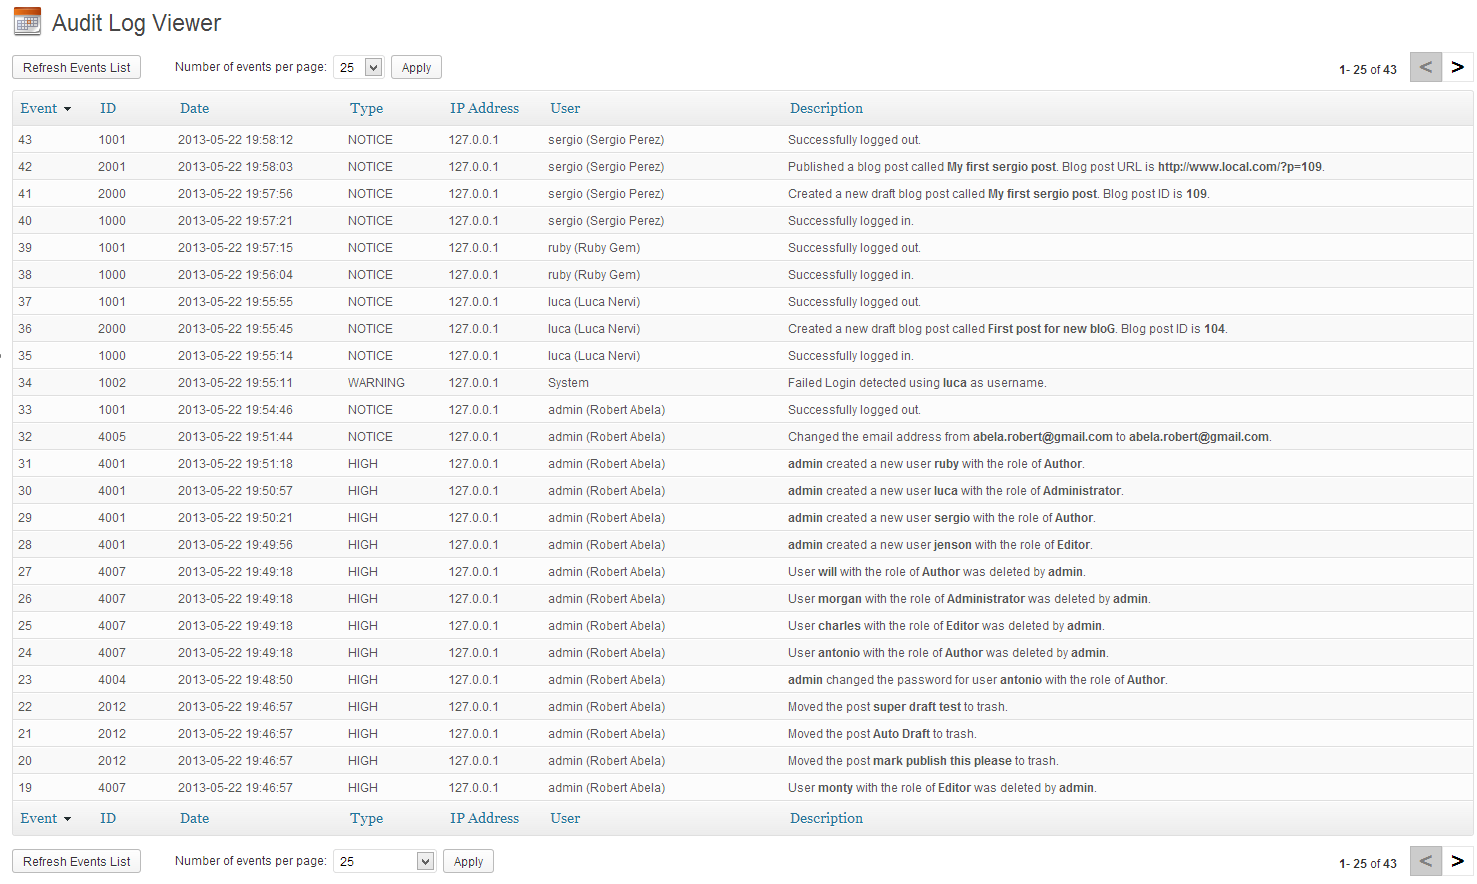 Audit Log Viewer
Refresh Events List Number of events per page: 25 Apply 1- 25 of 43 < >
Event ID Date Type IP Address User Description
43 1001 2013-05-22 19:58:12 NOTICE 127.0.0.1 sergio (Sergio Perez) Successfully logged out.
42 2001 2013-05-22 19:58:03 NOTICE 127.0.0.1 sergio (Sergio Perez) Published a blog post called My first sergio post. Blog post URL is http://www.local.com/?p=109.
41 2000 2013-05-22 19:57:56 NOTICE 127.0.0.1 sergio (Sergio Perez) Created a new draft blog post called My first sergio post. Blog post ID is 109.
40 1000 2013-05-22 19:57:21 NOTICE 127.0.0.1 sergio (Sergio Perez) Successfully logged in.
39 1001 2013-05-22 19:57:15 NOTICE 127.0.0.1 ruby (Ruby Gem) Successfully logged out.
38 1000 2013-05-22 19:56:04 NOTICE 127.0.0.1 ruby (Ruby Gem) Successfully logged in.
37 1001 2013-05-22 19:55:55 NOTICE 127.0.0.1 luca (Luca Nervi) Successfully logged out.
36 2000 2013-05-22 19:55:45 NOTICE 127.0.0.1 luca (Luca Nervi) Created a new draft blog post called First post for new bloG. Blog post ID is 104.
35 1000 2013-05-22 19:55:14 NOTICE 127.0.0.1 luca (Luca Nervi) Successfully logged in.
34 1002 2013-05-22 19:55:11 WARNING 127.0.0.1 System Failed Login detected using luca as username.
33 1001 2013-05-22 19:54:46 NOTICE 127.0.0.1 admin (Robert Abela) Successfully logged out.
32 4005 2013-05-22 19:51:44 NOTICE 127.0.0.1 admin (Robert Abela) Changed the email address from abela.robert@gmail.com to abela.robert@gmail.com.
31 4001 2013-05-22 19:51:18 HIGH 127.0.0.1 admin (Robert Abela) admin created a new user ruby with the role of Author.
30 4001 2013-05-22 19:50:57 HIGH 127.0.0.1 admin (Robert Abela) admin created a new user luca with the role of Administrator.
29 4001 2013-05-22 19:50:21 HIGH 127.0.0.1 admin (Robert Abela) admin created a new user sergio with the role of Author.
28 4001 2013-05-22 19:49:56 HIGH 127.0.0.1 admin (Robert Abela) admin created a new user jenson with the role of Editor.
27 4007 2013-05-22 19:49:18 HIGH 127.0.0.1 admin (Robert Abela) User will with the role of Author was deleted by admin.
26 4007 2013-05-22 19:49:18 HIGH 127.0.0.1 admin (Robert Abela) User morgan with the role of Administrator was deleted by admin.
25 4007 2013-05-22 19:49:18 HIGH 127.0.0.1 admin (Robert Abela) User charles with the role of Editor was deleted by admin.
24 4007 2013-05-22 19:49:18 HIGH 127.0.0.1 admin (Robert Abela) User antonio with the role of Author was deleted by admin.
23 4004 2013-05-22 19:48:50 HIGH 127.0.0.1 admin (Robert Abela) admin changed the password for user antonio with the role of Author.
22 2012 2013-05-22 19:46:57 HIGH 127.0.0.1 admin (Robert Abela) Moved the post super draft test to trash.
21 2012 2013-05-22 19:46:57 HIGH 127.0.0.1 admin (Robert Abela) Moved the post Auto Draft to trash.
20 2012 2013-05-22 19:46:57 HIGH 127.0.0.1 admin (Robert Abela) Moved the post mark publish this please to trash.
19 4007 2013-05-22 19:46:57 HIGH 127.0.0.1 admin (Robert Abela) User monty with the role of Editor was deleted by admin.
Event ID Date Type IP Address User Description
Refresh Events List Number of events per page: 25 Apply 1- 25 of 43 < >